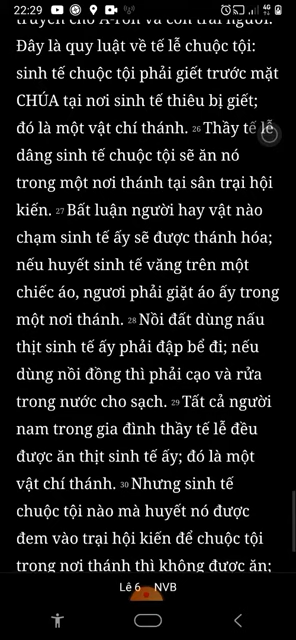 22:29
truyền cho A-rôn và con trai người:
Đây là quy luật về tế lễ chuộc tội:
sinh tế chuộc tội phải giết trước mặt
CHÚA tại nơi sinh tế thiêu bị giết;
đó là một vật chí thánh. 26 Thầy tế lễ
dâng sinh tế chuộc tội sẽ ăn nó
trong một nơi thánh tại sân trại hội
kiến. 27 Bất luận người hay vật nào
chạm sinh tế ấy sẽ được thánh hóa;
nếu huyết sinh tế văng trên một
chiếc áo, ngươi phải giặt áo ấy trong
một nơi thánh. 28 Nồi đất dùng nấu
thịt sinh tế ấy phải đập bể đi; nếu
dùng nồi đồng thì phải cạo và rửa
trong nước cho sạch. 29 Tất cả người
nam trong gia đình thầy tế lễ đều
được ăn thịt sinh tế ấy; đó là một
vật chí thánh. 30 Nhưng sinh tế
chuộc tội nào mà huyết nó được
đem vào trại hội kiến để chuộc tội
trong nơi thánh thì không được ăn;
Lê 6 NVB